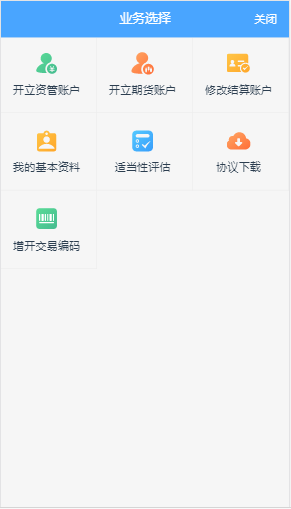 业务选择
关闭
开立资管账户
开立期货账户
修改结算账户
我的基本资料
适当性评估
协议下载
增开交易编码